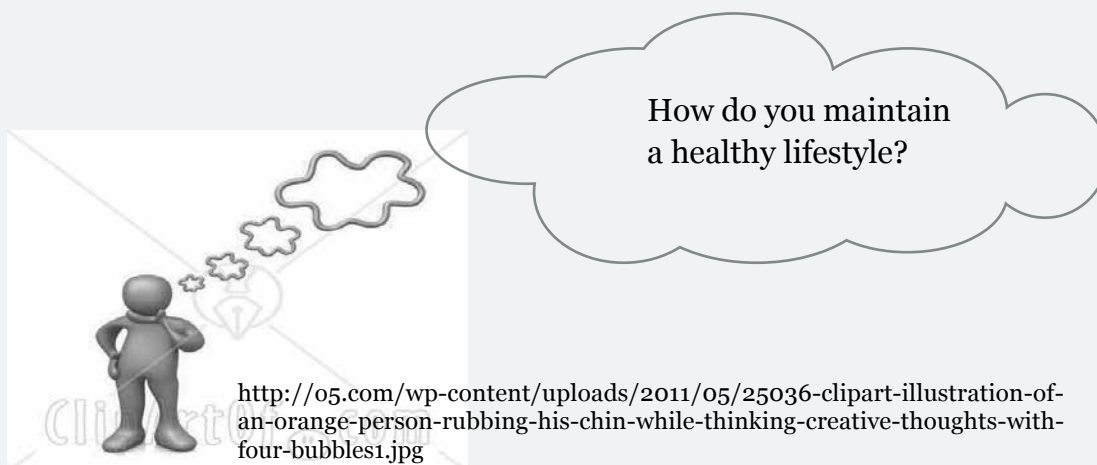 How do you maintain
a healthy lifestyle?
http://o5.com/wp-content/uploads/2011/05/25036-clipart-illustration-of-
an-orange-person-rubbing-his-chin-while-thinking-creative-thoughts-with-
four-bubbles1.jpg